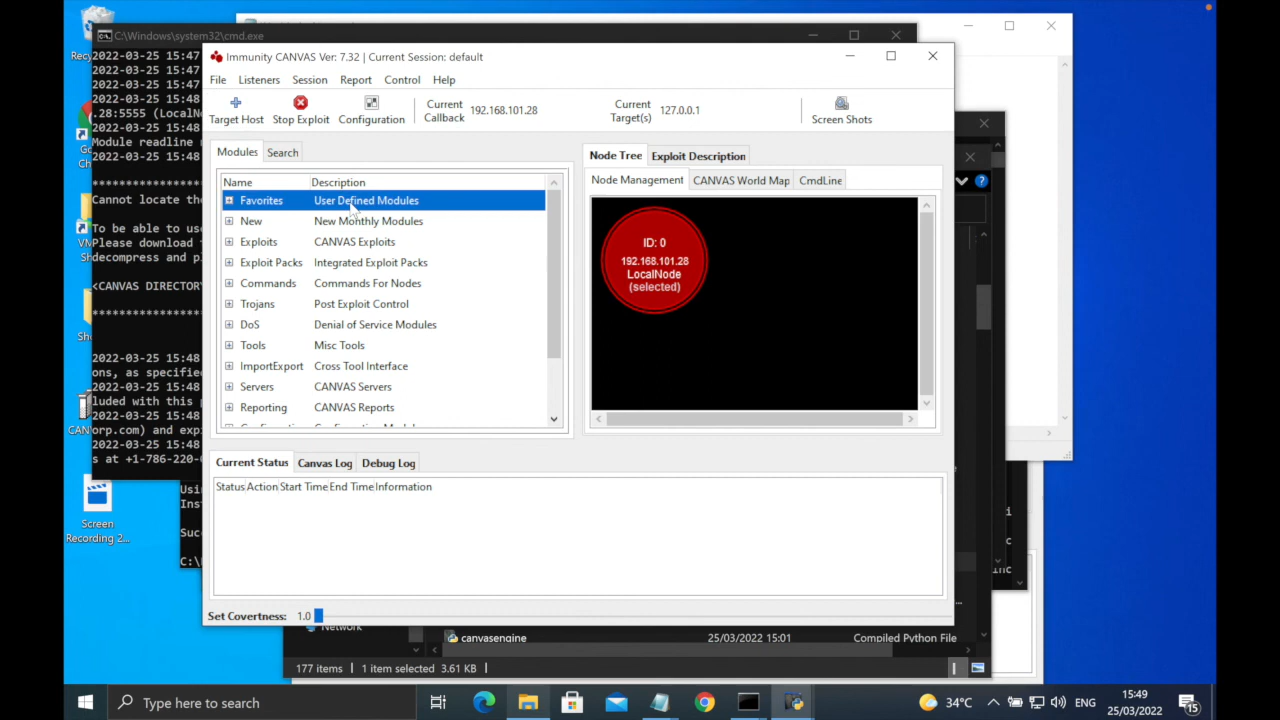 Recy
C:\Windows\system32\cmd.exe
2022-03-25 15:47
2022-03-25 15:47
2022-03-25 15:47
2022-03-25 15:48
.28:5555 (LocalNo
Module readline n
2022-03-25 15:48
******************
Cannot locate the
To be able to use
Please download t
decompress and p
<CANVAS DIRECTORY
******************
2022-03-25 15:48
ons, as specified
2022-03-25 15:48
luded with this p
2022-03-25 15:48
orp.com) and expi
2022-03-25 15:48
s at +1-786-220-0
Immunity CANVAS Ver: 7.32 | Current Session: default
File Listeners Session Report Control Help
Target Host Stop Exploit Configuration
Current Callback 192.168.101.28
Current Target(s) 127.0.0.1
Screen Shots
Modules Search
Name Description
Favorites User Defined Modules
New New Monthly Modules
Exploits CANVAS Exploits
Exploit Packs Integrated Exploit Packs
Commands Commands For Nodes
Trojans Post Exploit Control
DoS Denial of Service Modules
Tools Misc Tools
ImportExport Cross Tool Interface
Servers CANVAS Servers
Reporting CANVAS Reports
Node Tree Exploit Description
Node Management CANVAS World Map CmdLine
ID: 0
192.168.101.28
LocalNode
(selected)
Current Status Canvas Log Debug Log
Status Action Start Time End Time Information
Set Covertness: 1.0
Screen
Recording 2...
Usi
Ins
Suc
C:\
Network
canvasengine 25/03/2022 15:01 Compiled Python File
177 items 1 item selected 3.61 KB
Type here to search
34°C
ENG
15:49
25/03/2022
15